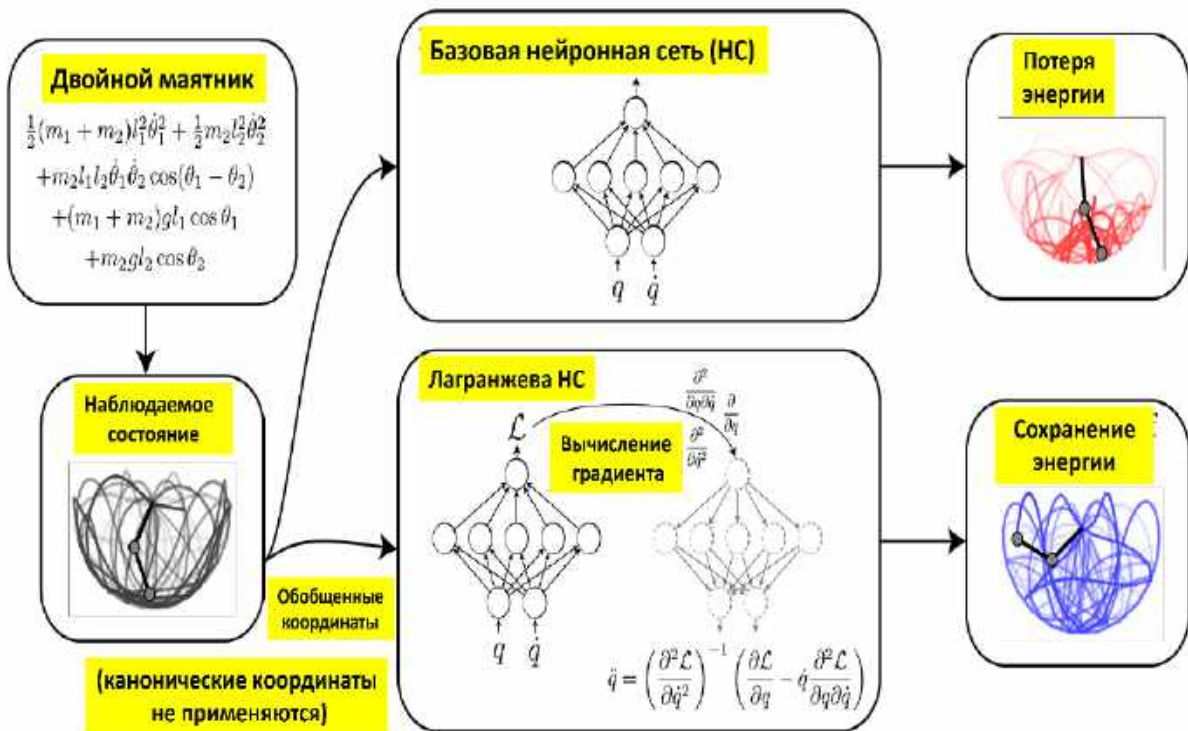 Двойной маятник
½(m₁ + m₂)l₁²θ̇₁² + ½m₂l₂²θ̇₂²
+m₂l₁l₂θ̇₁θ̇₂ cos(θ₁ − θ₂)
+(m₁ + m₂)gl₁ cos θ₁
+m₂gl₂ cos θ₂
Базовая нейронная сеть (НС)
q q̇
Потеря
энергии
Наблюдаемое
состояние
Обобщенные
координаты
(канонические координаты
не применяются)
Лагранжева НС
ℒ
Вычисление
градиента
∂²/∂q∂q̇ ∂/∂q
∂²/∂q̇²
q q̇
q̈ = (∂²ℒ/∂q̇²)⁻¹ (∂ℒ/∂q − q̇ ∂²ℒ/∂q∂q̇)
Сохранение
энергии